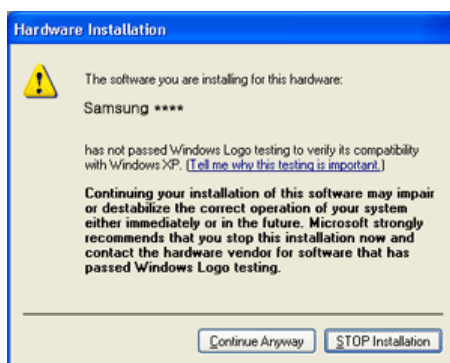 Hardware Installation
The software you are installing for this hardware:
Samsung ****
has not passed Windows Logo testing to verify its compatibility
with Windows XP. (Tell me why this testing is important.)
Continuing your installation of this software may impair
or destabilize the correct operation of your system
either immediately or in the future. Microsoft strongly
recommends that you stop this installation now and
contact the hardware vendor for software that has
passed Windows Logo testing.
Continue Anyway
STOP Installation